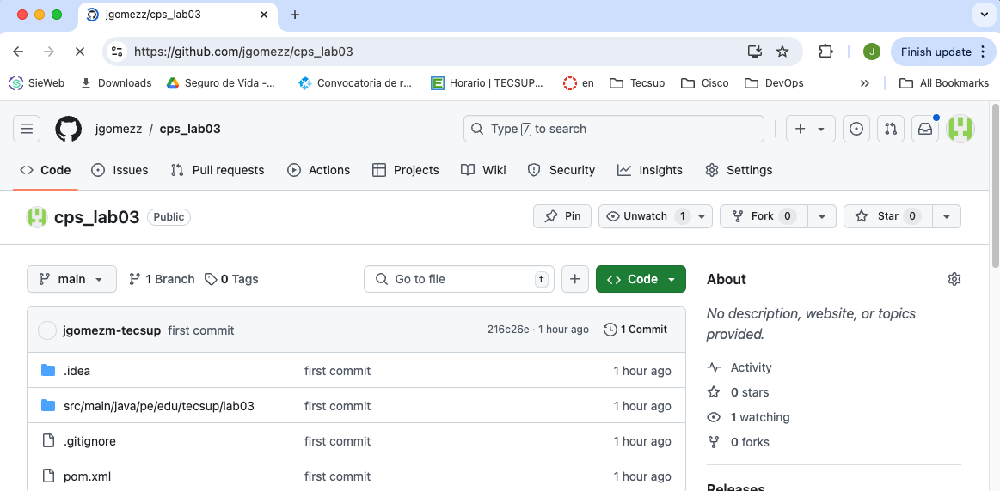 jgomezz/cps_lab03
https://github.com/jgomezz/cps_lab03
J
Finish update
SieWeb
Downloads
Seguro de Vida -...
Convocatoria de r...
Horario | TECSUP...
en
Tecsup
Cisco
DevOps
All Bookmarks
jgomezz / cps_lab03
Type / to search
Code
Issues
Pull requests
Actions
Projects
Wiki
Security
Insights
Settings
cps_lab03 Public
Pin
Unwatch 1
Fork 0
Star 0
main
1 Branch
0 Tags
Go to file t
Code
jgomezm-tecsup first commit 216c26e · 1 hour ago 1 Commit
.idea first commit 1 hour ago
src/main/java/pe/edu/tecsup/lab03 first commit 1 hour ago
.gitignore first commit 1 hour ago
pom.xml first commit 1 hour ago
About
No description, website, or topics
provided.
Activity
0 stars
1 watching
0 forks
Releases